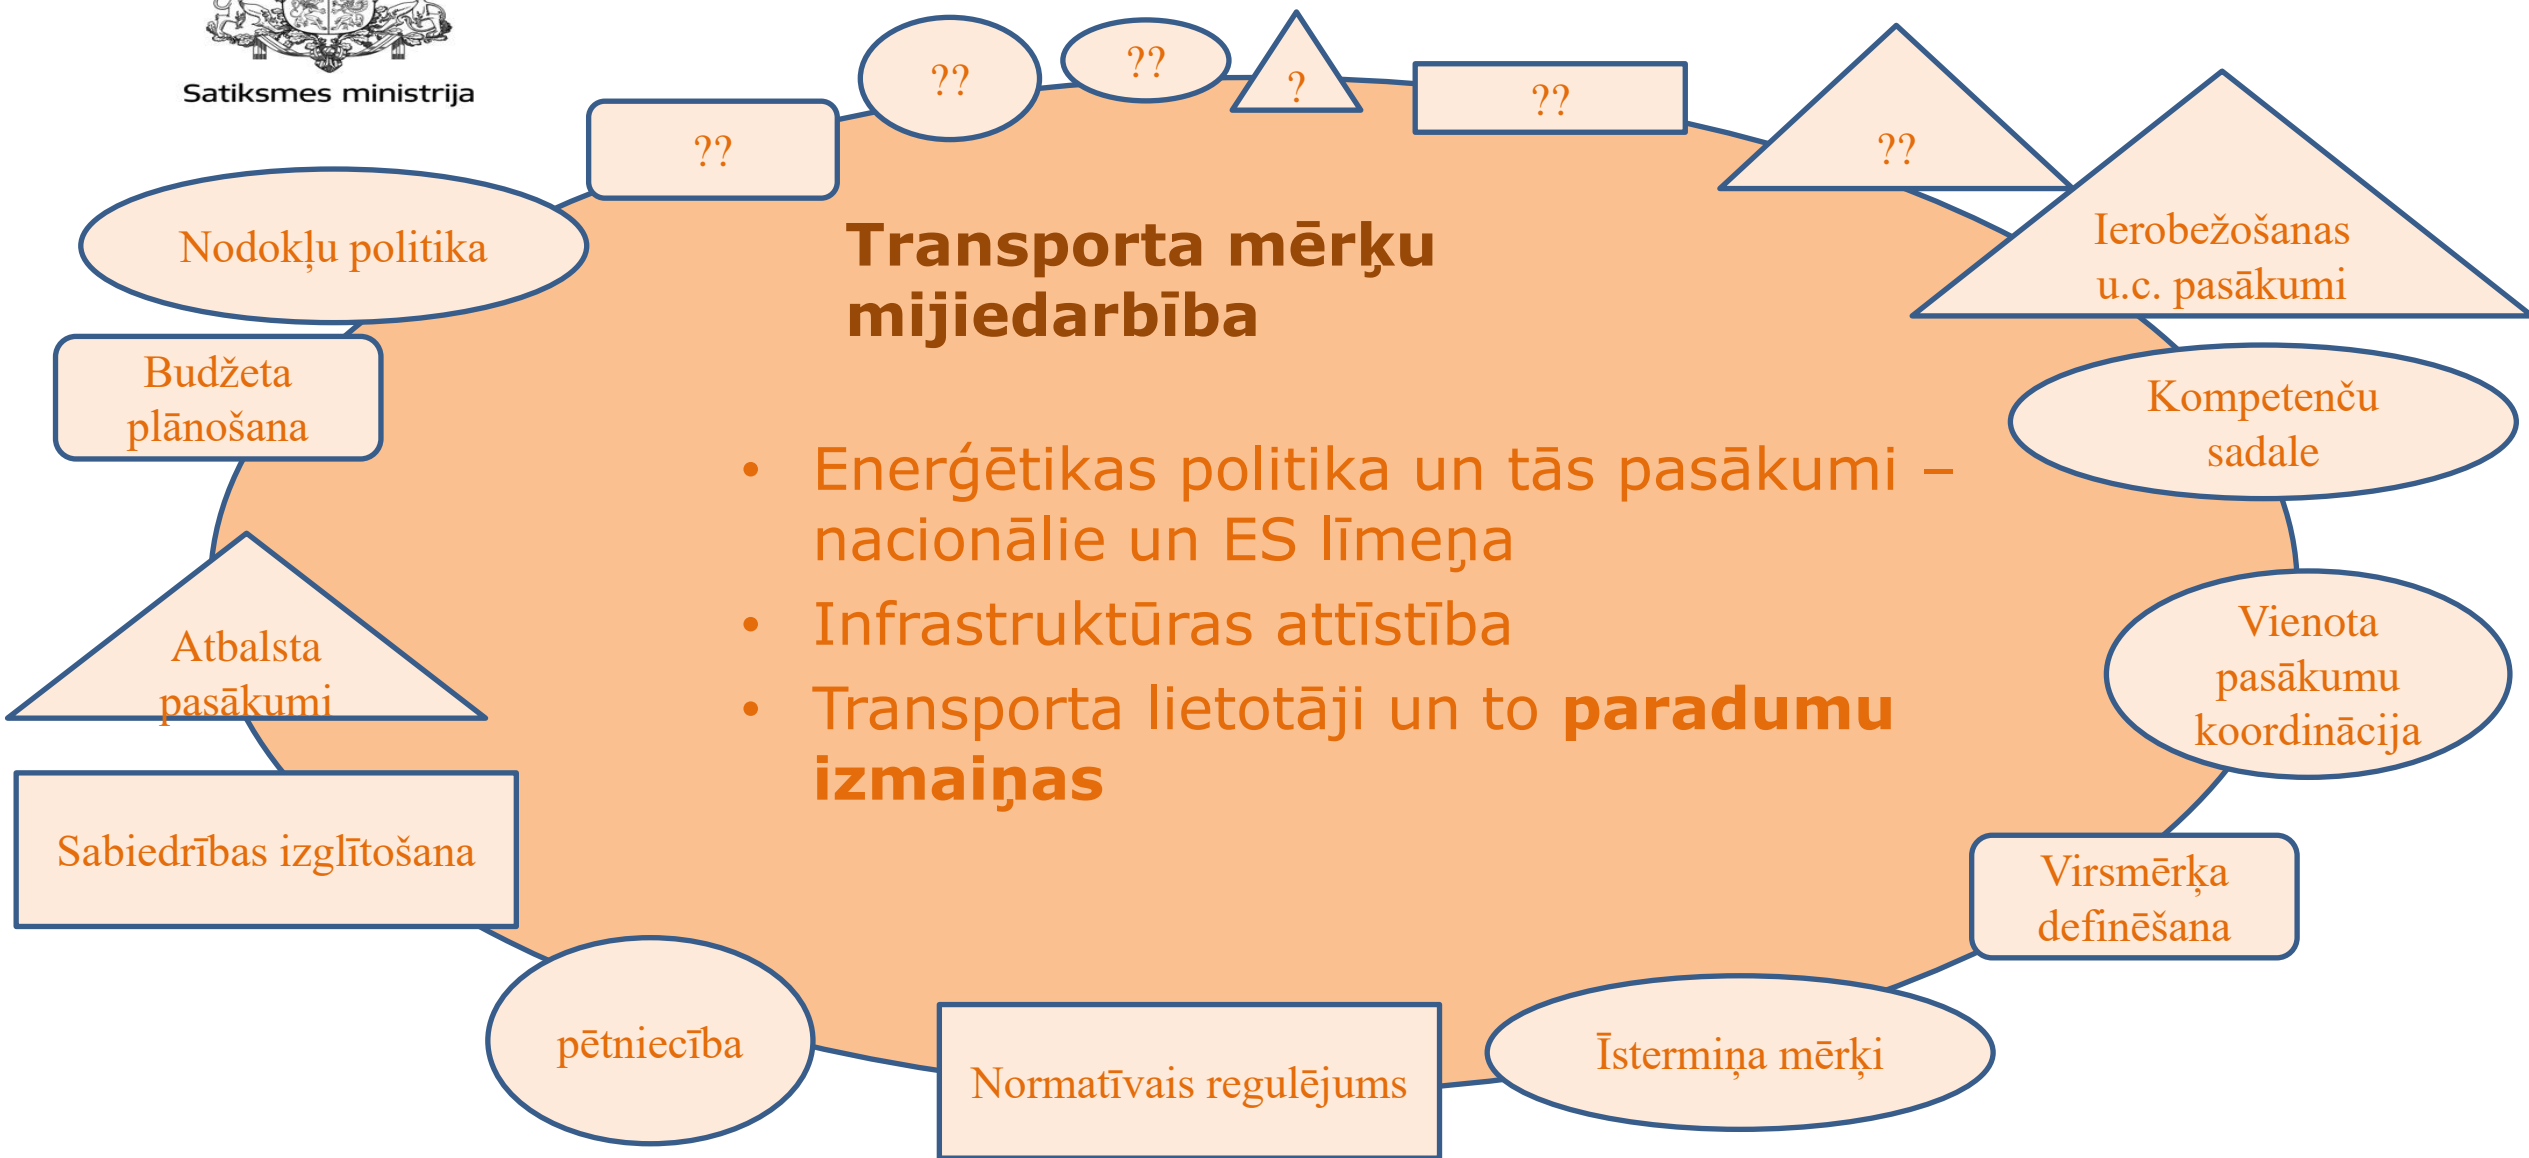 Satiksmes ministrija
??
??
??
?
??
??
Nodokļu politika
Ierobežošanas
u.c. pasākumi
Transporta mērķu
mijiedarbība
Budžeta
plānošana
Kompetenču
sadale
• Enerģētikas politika un tās pasākumi –
nacionālie un ES līmeņa
• Infrastruktūras attīstība
• Transporta lietotāji un to paradumu
izmaiņas
Atbalsta
pasākumi
Vienota
pasākumu
koordinācija
Sabiedrības izglītošana
Virsmērķa
definēšana
pētniecība
Normatīvais regulējums
Īstermiņa mērķi